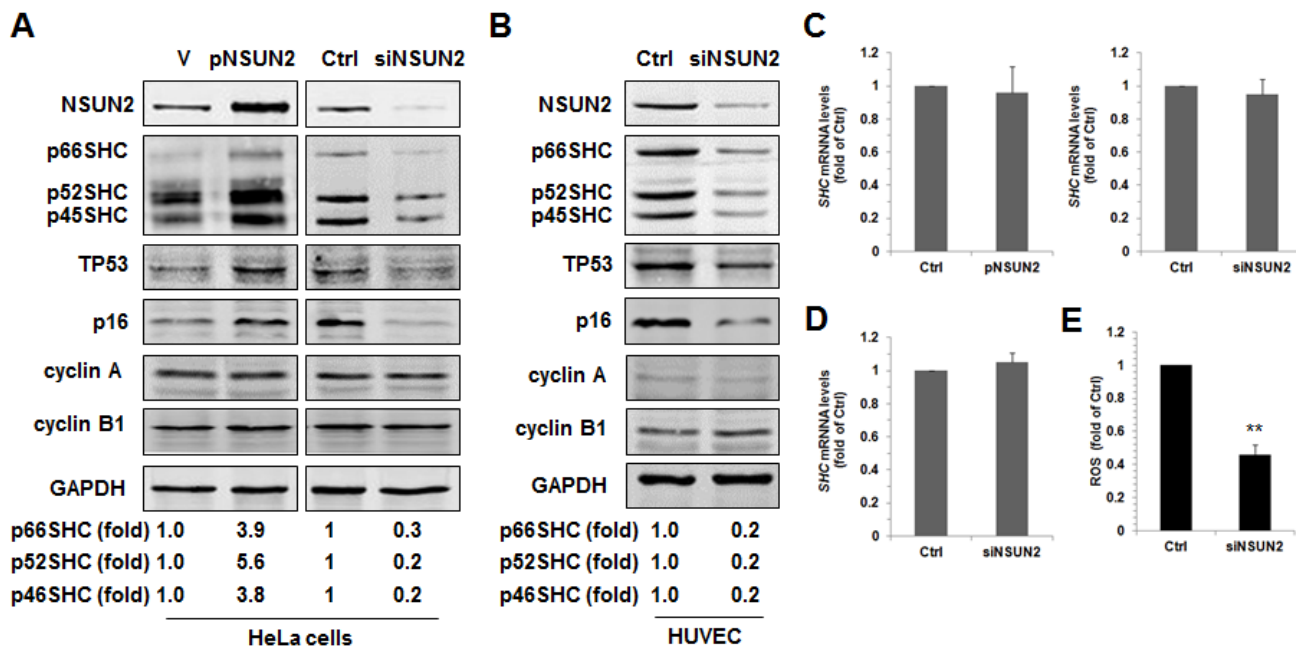 A
V pNSUN2 Ctrl siNSUN2
NSUN2
p66SHC
p52SHC
p45SHC
TP53
p16
cyclin A
cyclin B1
GAPDH
p66SHC (fold) 1.0 3.9 1 0.3
p52SHC (fold) 1.0 5.6 1 0.2
p46SHC (fold) 1.0 3.8 1 0.2
HeLa cells
B
Ctrl siNSUN2
NSUN2
p66SHC
p52SHC
p45SHC
TP53
p16
cyclin A
cyclin B1
GAPDH
p66SHC (fold) 1.0 0.2
p52SHC (fold) 1.0 0.2
p46SHC (fold) 1.0 0.2
HUVEC
C
SHC mRNNA levels
(fold of Ctrl)
1.2
1
0.8
0.6
0.4
0.2
0
Ctrl pNSUN2
SHC mRNNA levels
(fold of Ctrl)
1.2
1
0.8
0.6
0.4
0.2
0
Ctrl siNSUN2
D
SHC mRNNA levels
(fold of Ctrl)
1.2
1
0.8
0.6
0.4
0.2
0
Ctrl siNSUN2
E
ROS (fold of Ctrl)
1.2
1
0.8
0.6
0.4
0.2
0
**
Ctrl siNSUN2